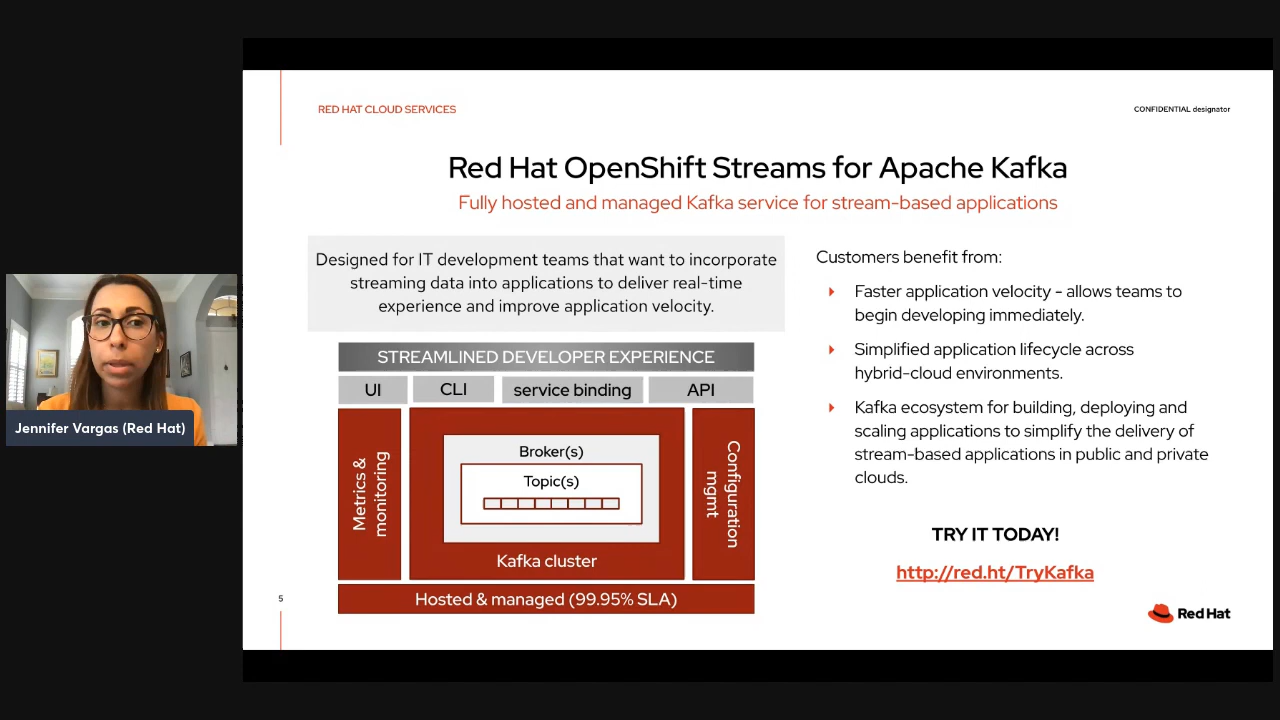 RED HAT CLOUD SERVICES
CONFIDENTIAL designator
Red Hat OpenShift Streams for Apache Kafka
Fully hosted and managed Kafka service for stream-based applications
Designed for IT development teams that want to incorporate
streaming data into applications to deliver real-time
experience and improve application velocity.
STREAMLINED DEVELOPER EXPERIENCE
UI
CLI
service binding
API
Metrics &
monitoring
Broker(s)
Topic(s)
Kafka cluster
Configuration
mgmt
Hosted & managed (99.95% SLA)
Customers benefit from:
Faster application velocity - allows teams to
begin developing immediately.
Simplified application lifecycle across
hybrid-cloud environments.
Kafka ecosystem for building, deploying and
scaling applications to simplify the delivery of
stream-based applications in public and private
clouds.
TRY IT TODAY!
http://red.ht/TryKafka
5
Red Hat
Jennifer Vargas (Red Hat)